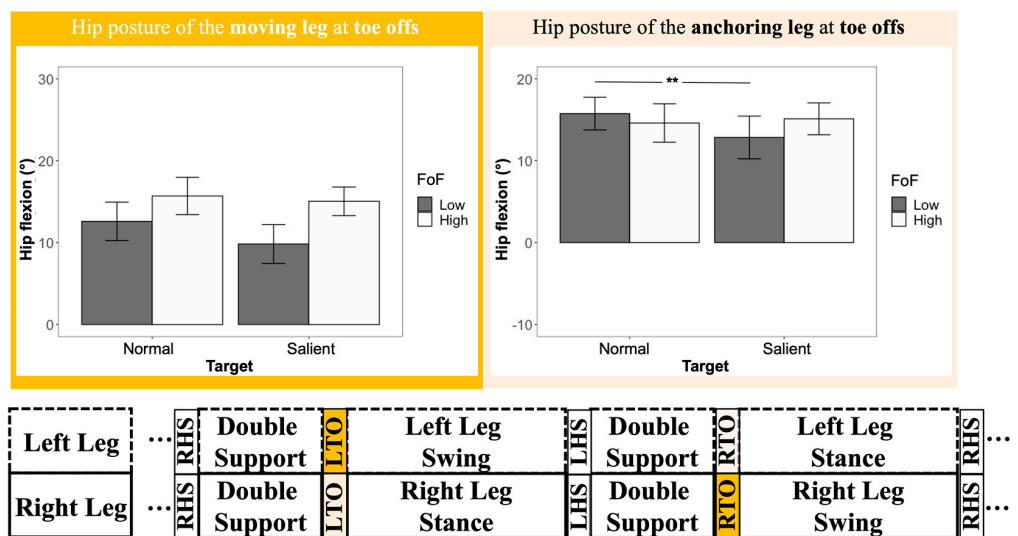 Hip posture of the moving leg at toe offs
Hip posture of the anchoring leg at toe offs
30
20
10
0
Hip flexion (°)
Normal
Salient
Target
FoF
Low
High
20
10
0
-10
Hip flexion (°)
**
Normal
Salient
Target
FoF
Low
High
Left Leg
... RHS
Double
Support
LTO
Left Leg
Swing
LHS
Double
Support
RTO
Left Leg
Stance
RHS ...
Right Leg
... RHS
Double
Support
LTO
Right Leg
Stance
LHS
Double
Support
RTO
Right Leg
Swing
RHS ...